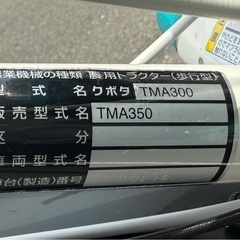 業機械の種類 農用トラクター(歩行型)
型式名 クボタ TMA300
販売型式名 TMA350
区分
車両型式名
車台(製造)番号